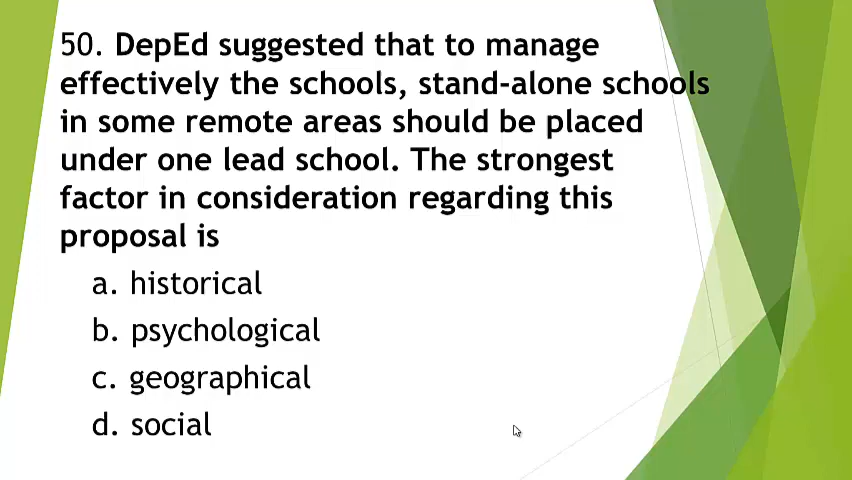 50. DepEd suggested that to manage
effectively the schools, stand-alone schools
in some remote areas should be placed
under one lead school. The strongest
factor in consideration regarding this
proposal is
a. historical
b. psychological
c. geographical
d. social